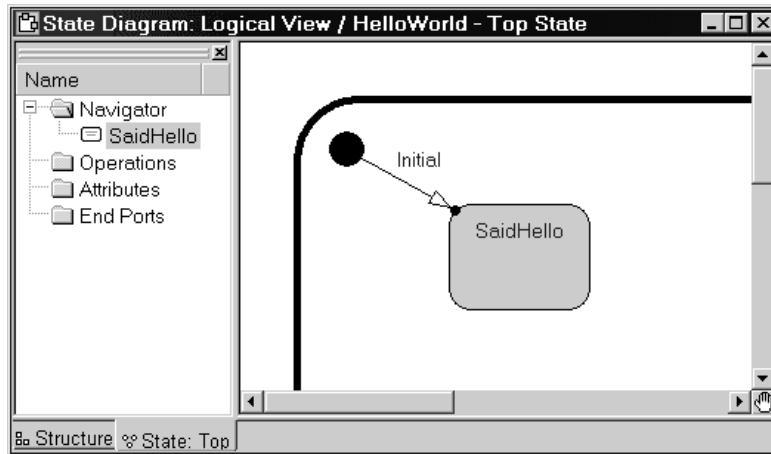 State Diagram: Logical View / HelloWorld - Top State
Name
Navigator
SaidHello
Operations
Attributes
End Ports
Initial
SaidHello
Structure
State: Top